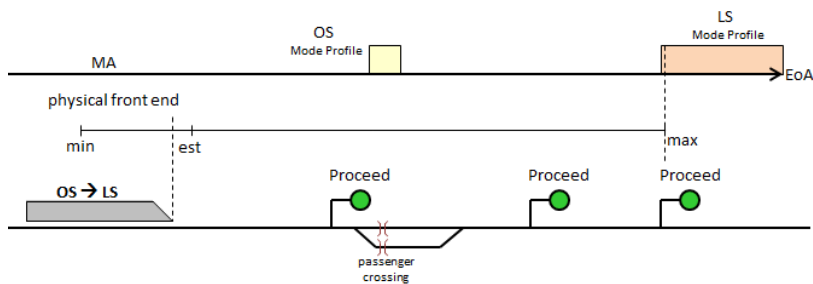 OS
Mode Profile
LS
Mode Profile
MA
EoA
physical front end
min
est
max
OS → LS
Proceed
Proceed
Proceed
passenger
crossing